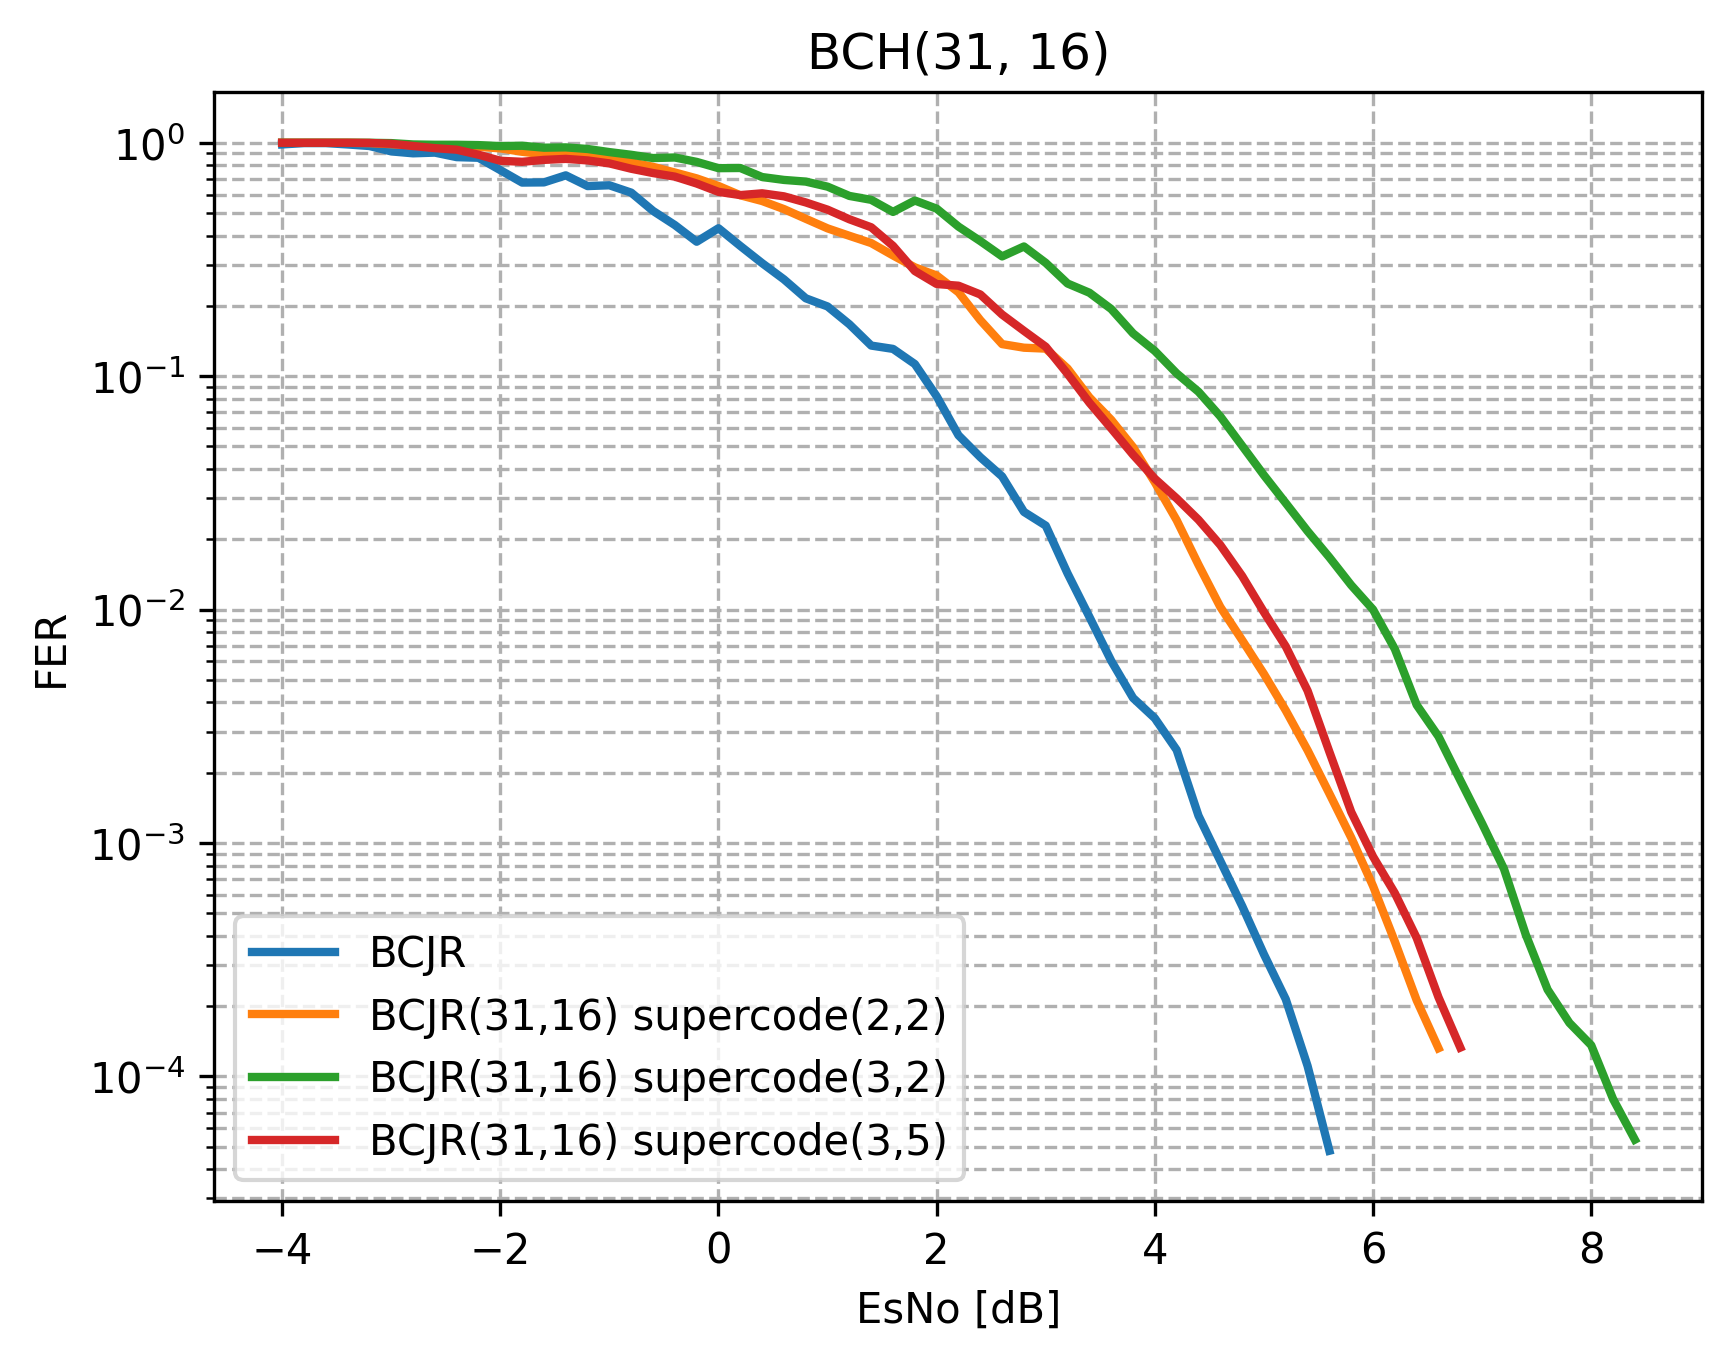 BCH(31, 16)
10⁰
10⁻¹
10⁻²
10⁻³
10⁻⁴
FER
BCJR
BCJR(31,16) supercode(2,2)
BCJR(31,16) supercode(3,2)
BCJR(31,16) supercode(3,5)
−4 −2 0 2 4 6 8
EsNo [dB]